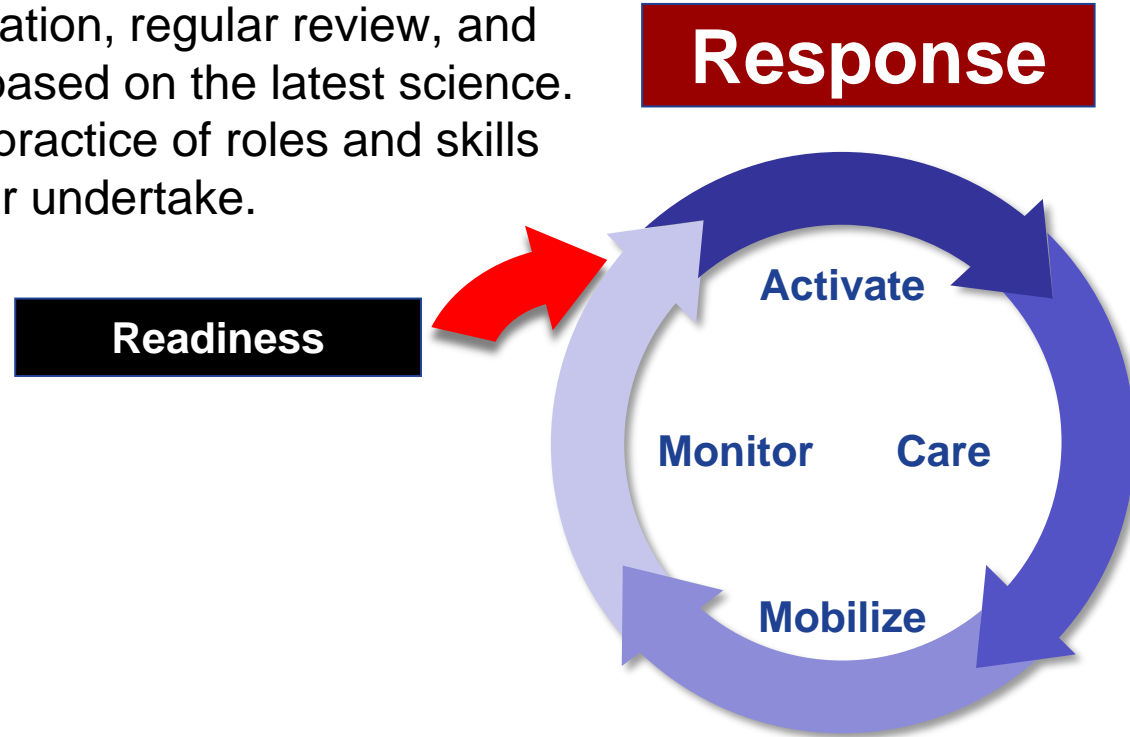 ation, regular review, and
based on the latest science.
practice of roles and skills
r undertake.
Response
Readiness
Activate
Monitor Care
Mobilize